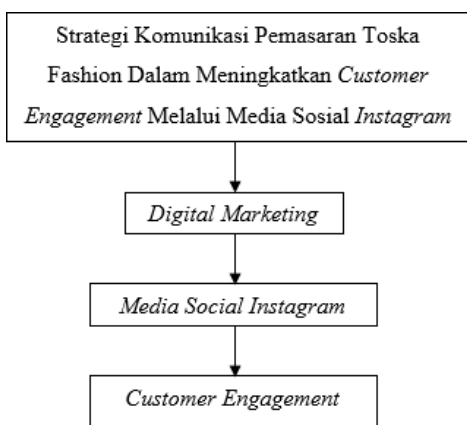 Strategi Komunikasi Pemasaran Toska
Fashion Dalam Meningkatkan Customer
Engagement Melalui Media Sosial Instagram
Digital Marketing
Media Social Instagram
Customer Engagement